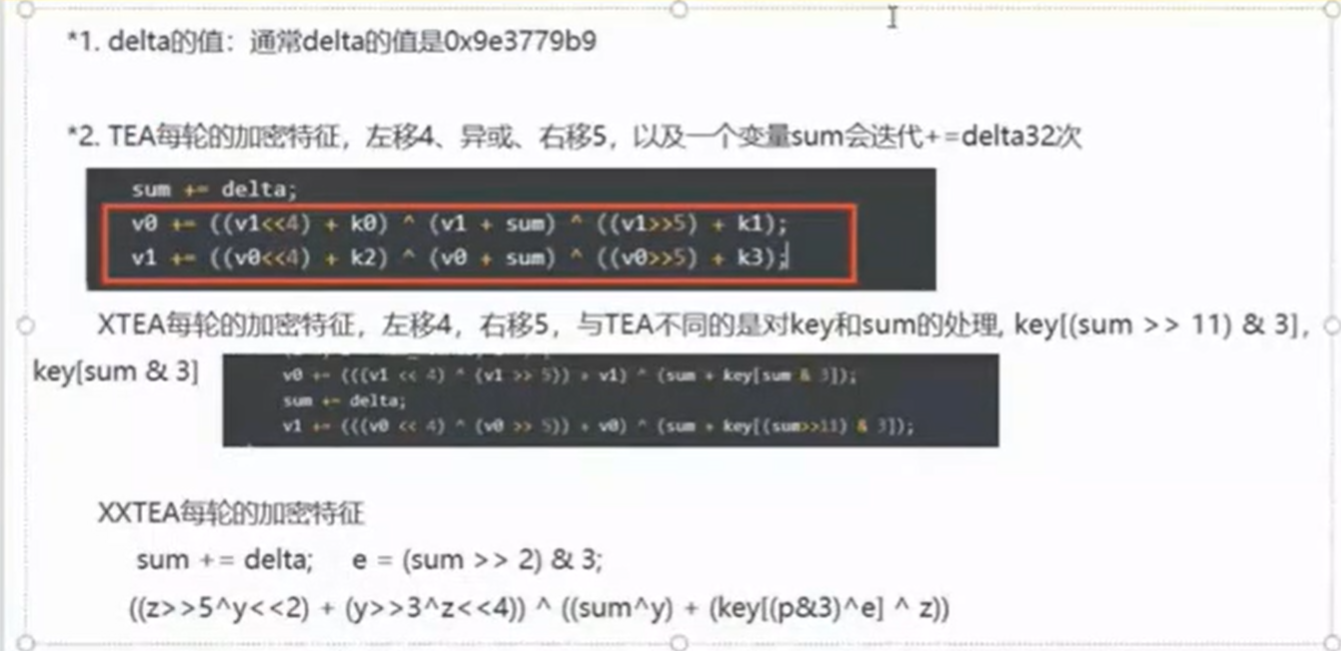 *1. delta的值：通常delta的值是0x9e3779b9
*2. TEA每轮的加密特征，左移4、异或、右移5，以及一个变量sum会迭代+=delta32次
sum += delta;
v0 += ((v1<<4) + k0) ^ (v1 + sum) ^ ((v1>>5) + k1);
v1 += ((v0<<4) + k2) ^ (v0 + sum) ^ ((v0>>5) + k3);
XTEA每轮的加密特征，左移4，右移5，与TEA不同的是对key和sum的处理, key[(sum >> 11) & 3],
key[sum & 3]
v0 += (((v1 << 4) ^ (v1 >> 5)) + v1) ^ (sum + key[sum & 3]);
sum += delta;
v1 += (((v0 << 4) ^ (v0 >> 5)) + v0) ^ (sum + key[(sum>>11) & 3]);
XXTEA每轮的加密特征
sum += delta; e = (sum >> 2) & 3;
((z>>5^y<<2) + (y>>3^z<<4)) ^ ((sum^y) + (key[(p&3)^e] ^ z))